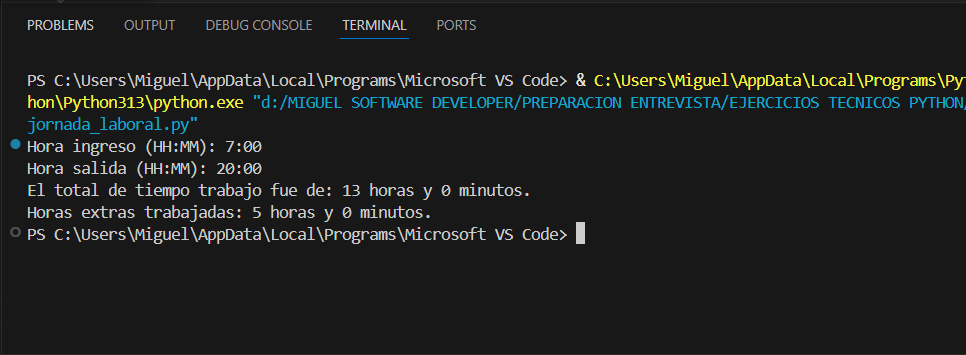 PROBLEMS OUTPUT DEBUG CONSOLE TERMINAL PORTS
PS C:\Users\Miguel\AppData\Local\Programs\Microsoft VS Code> & C:\Users\Miguel\AppData\Local\Programs\Pyt
hon\Python313\python.exe "d:/MIGUEL SOFTWARE DEVELOPER/PREPARACION ENTREVISTA/EJERCICIOS TECNICOS PYTHON/
jornada_laboral.py"
Hora ingreso (HH:MM): 7:00
Hora salida (HH:MM): 20:00
El total de tiempo trabajo fue de: 13 horas y 0 minutos.
Horas extras trabajadas: 5 horas y 0 minutos.
PS C:\Users\Miguel\AppData\Local\Programs\Microsoft VS Code>